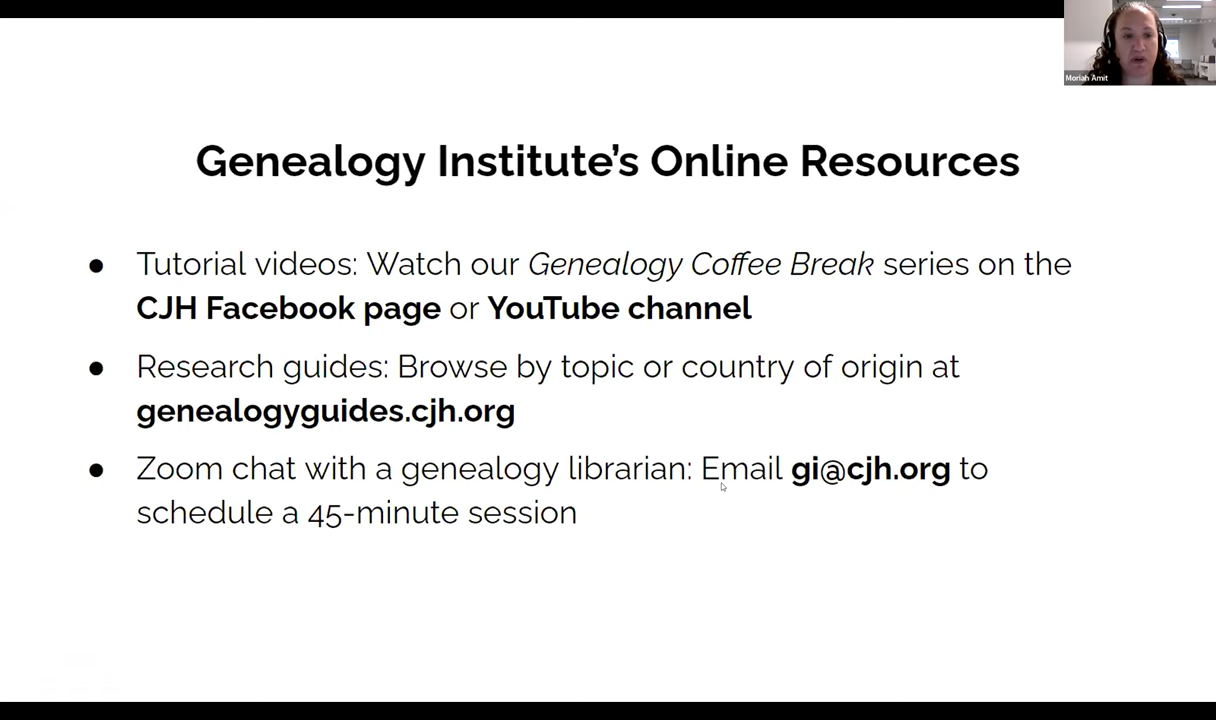 Moriah Amit
Genealogy Institute's Online Resources
● Tutorial videos: Watch our Genealogy Coffee Break series on the
CJH Facebook page or YouTube channel
● Research guides: Browse by topic or country of origin at
genealogyguides.cjh.org
● Zoom chat with a genealogy librarian: Email gi@cjh.org to
schedule a 45-minute session